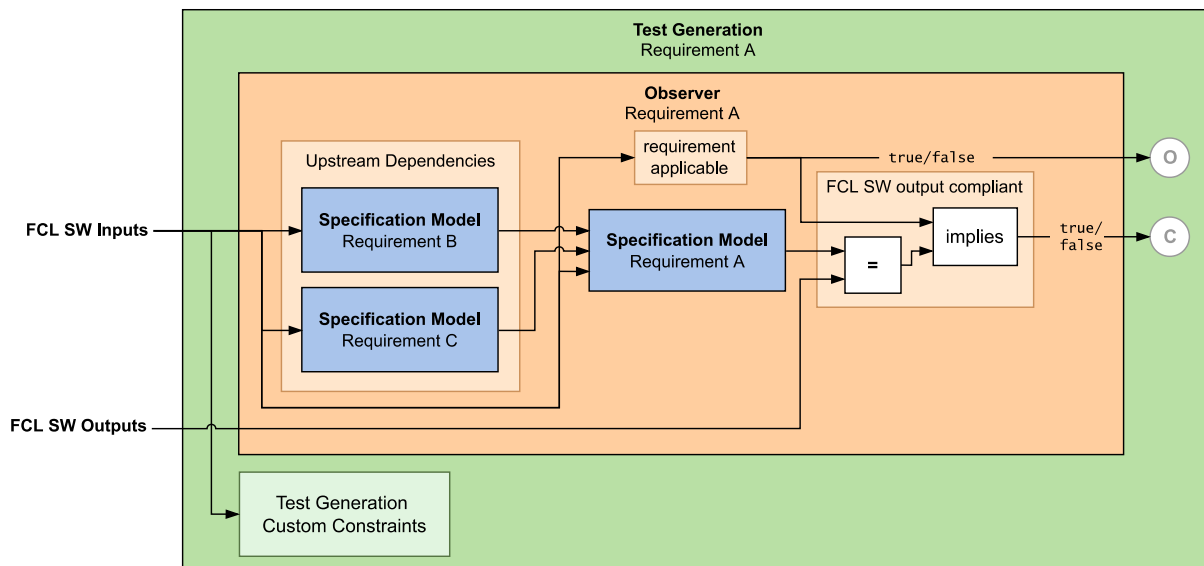 Test Generation
Requirement A
Observer
Requirement A
Upstream Dependencies
requirement
applicable
true/false
O
FCL SW output compliant
Specification Model
Requirement B
Specification Model
Requirement A
implies
true/
false
C
FCL SW Inputs
=
Specification Model
Requirement C
FCL SW Outputs
Test Generation
Custom Constraints